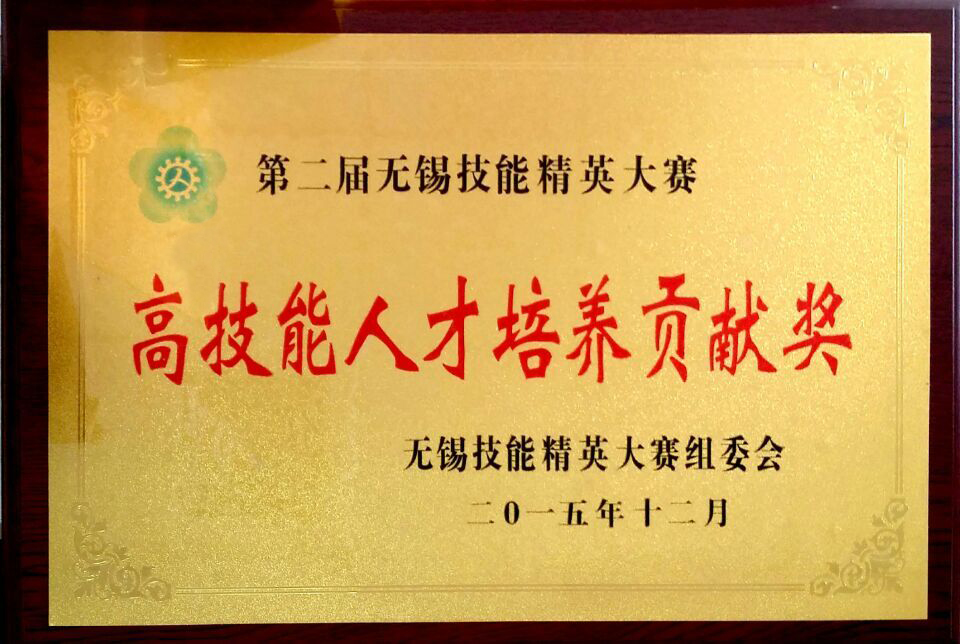 第二届无锡技能精英大赛
高技能人才培养贡献奖
无锡技能精英大赛组委会
二0一五年十二月